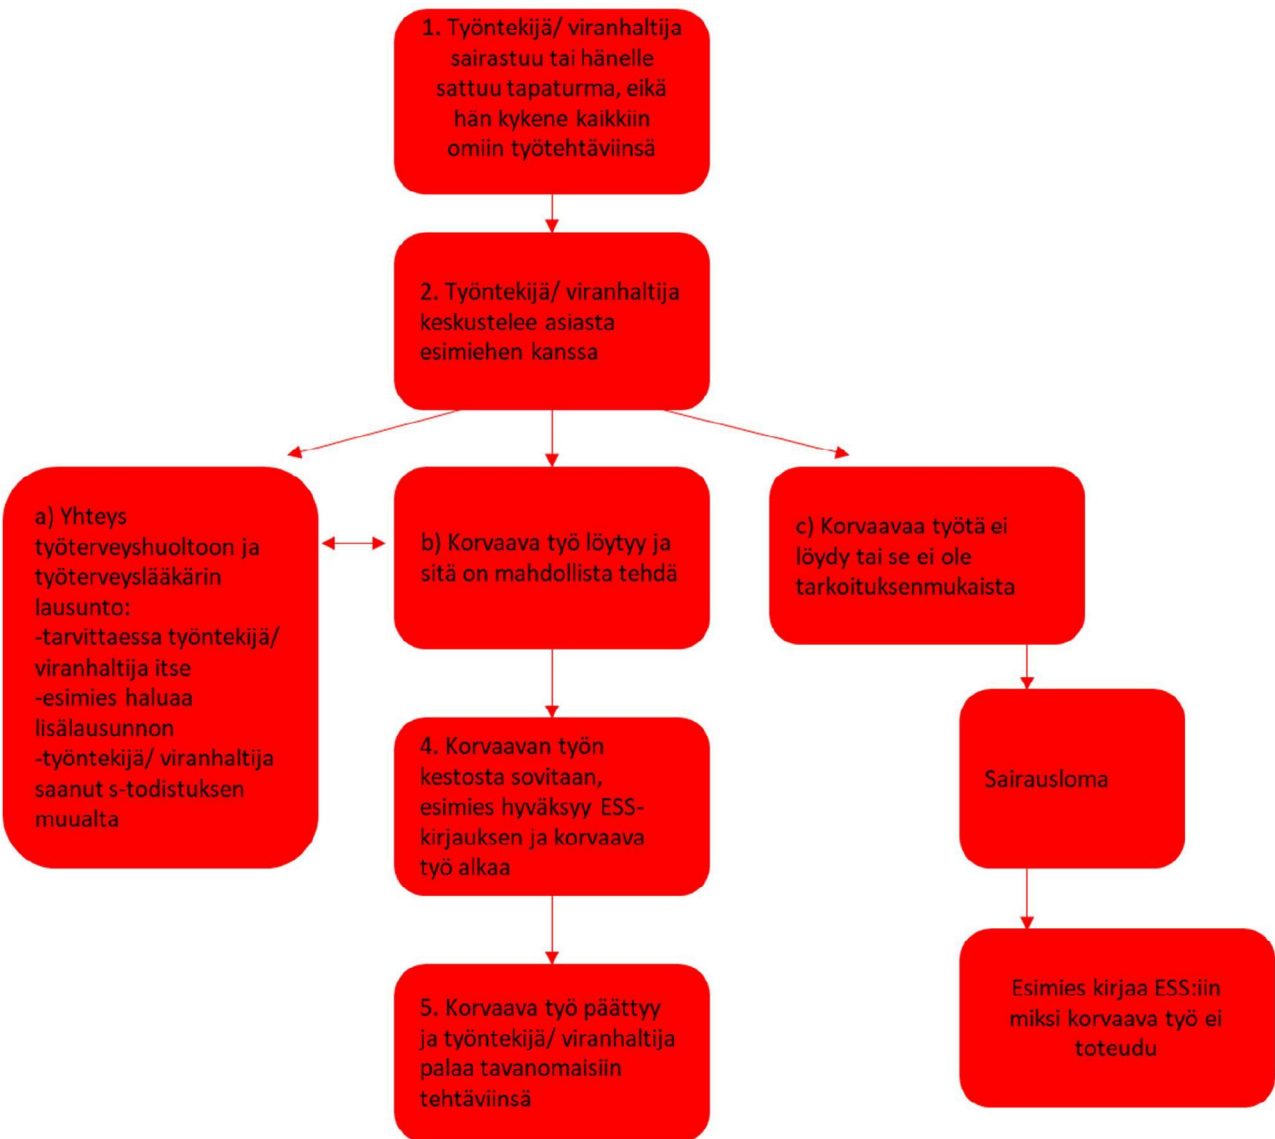 1. Työntekijä/ viranhaltija
sairastuu tai hänelle
sattuu tapaturma, eikä
hän kykene kaikkiin
omiin työtehtäviinsä
2. Työntekijä/ viranhaltija
keskustelee asiasta
esimiehen kanssa
a) Yhteys
työterveyshuoltoon ja
työterveyslääkärin
lausunto:
-tarvittaessa työntekijä/
viranhaltija itse
-esimies haluaa
lisälausunnon
-työntekijä/ viranhaltija
saanut s-todistuksen
muualta
b) Korvaava työ löytyy ja
sitä on mahdollista tehdä
c) Korvaavaa työtä ei
löydy tai se ei ole
tarkoituksenmukaista
4. Korvaavan työn
kestosta sovitaan,
esimies hyväksyy ESS-
kirjauksen ja korvaava
työ alkaa
Sairausloma
5. Korvaava työ päättyy
ja työntekijä/ viranhaltija
palaa tavanomaisiin
tehtäviinsä
Esimies kirjaa ESS:iin
miksi korvaava työ ei
toteudu